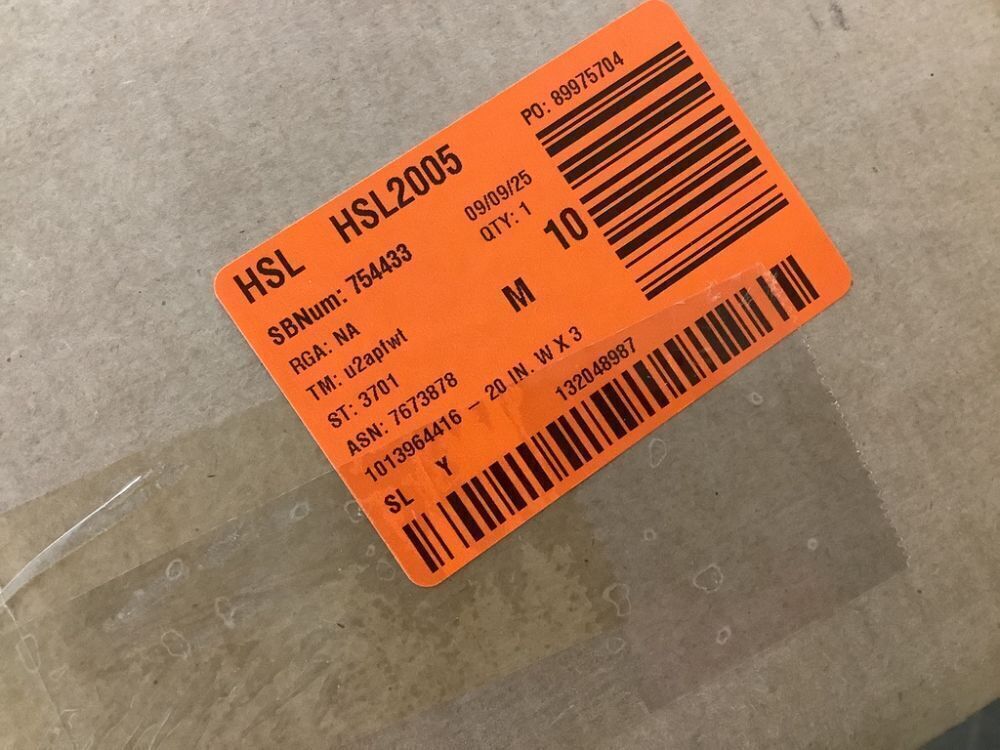 HSL HSL2005
PO: 89975704
SBNum: 754433
09/09/25
RGA: NA
QTY: 1
10
TM: u2apfwt
M
ST: 3701
ASN: 7673878
1013964416 – 20 IN. W X 3
SL Y
132048987